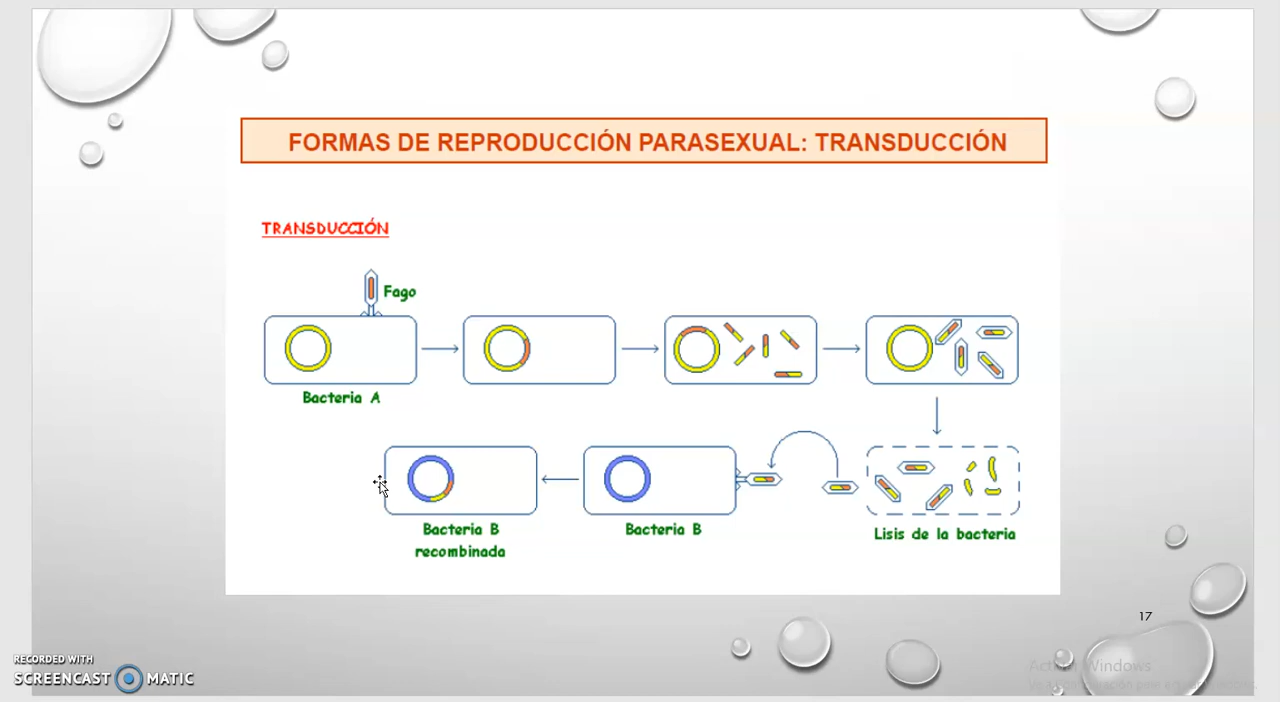 FORMAS DE REPRODUCCIÓN PARASEXUAL: TRANSDUCCIÓN
TRANSDUCCIÓN
Fago
Bacteria A
Bacteria B
recombinada
Bacteria B
Lisis de la bacteria
17
RECORDED WITH
SCREENCAST MATIC
Windows